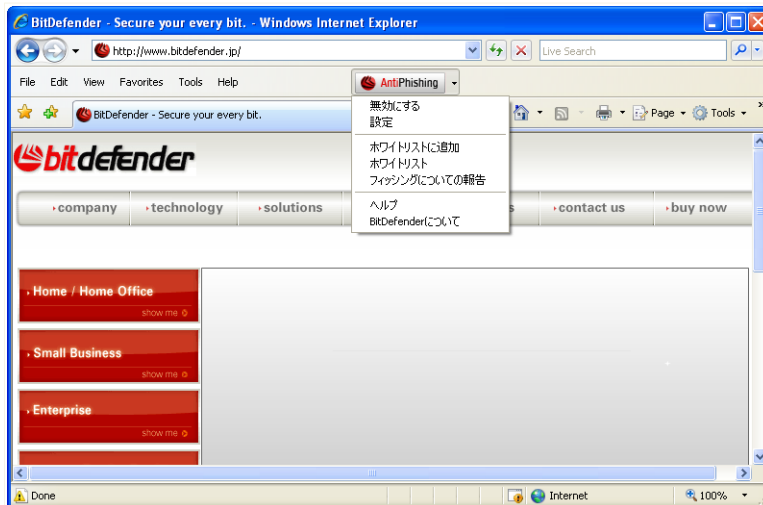 BitDefender - Secure your every bit. - Windows Internet Explorer
http://www.bitdefender.jp/
Live Search
File Edit View Favorites Tools Help
AntiPhishing
BitDefender - Secure your every bit.
Page
Tools
無効にする
設定
ホワイトリストに追加
ホワイトリスト
フィッシングについての報告
ヘルプ
BitDefenderについて
bitdefender
company technology solutions s contact us buy now
Home / Home Office
show me
Small Business
show me
Enterprise
show me
Done
Internet
100%